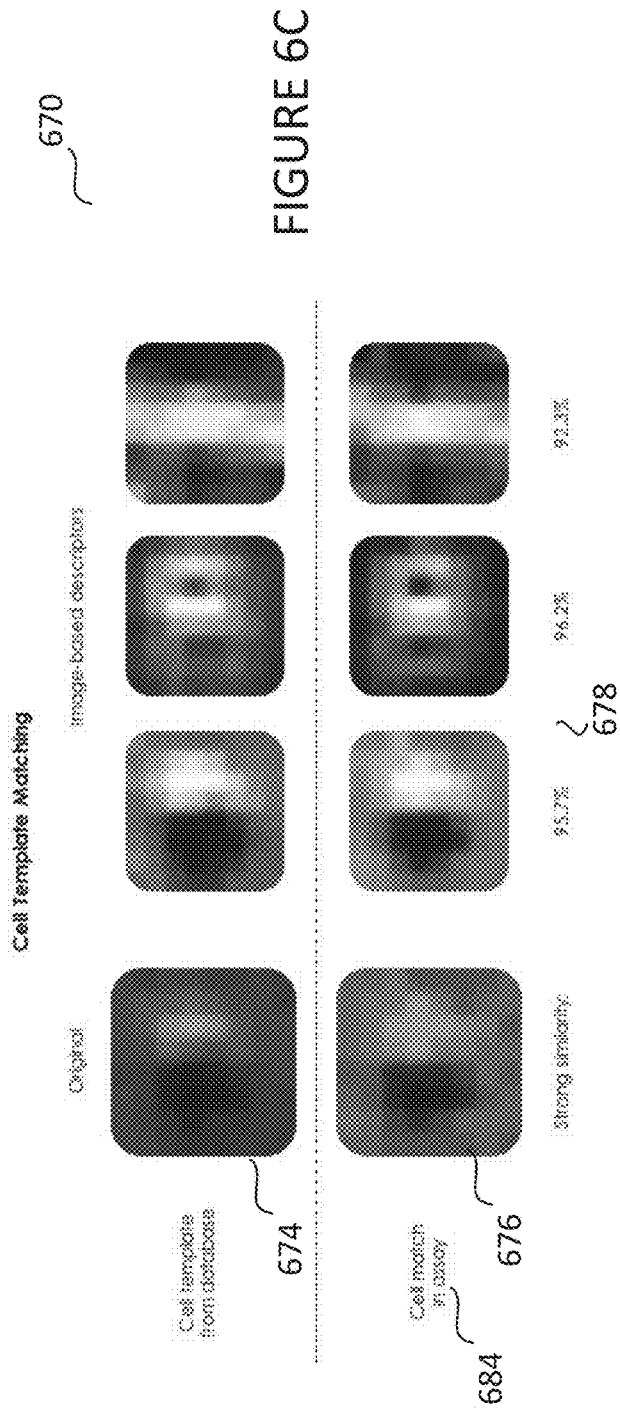 Cell Template Matching
Original
Image-based descriptors
Cell template
from database
674
Cell match
in assay
684
676
Strong similarity:
95.7%
96.2%
92.3%
678
670
FIGURE 6C